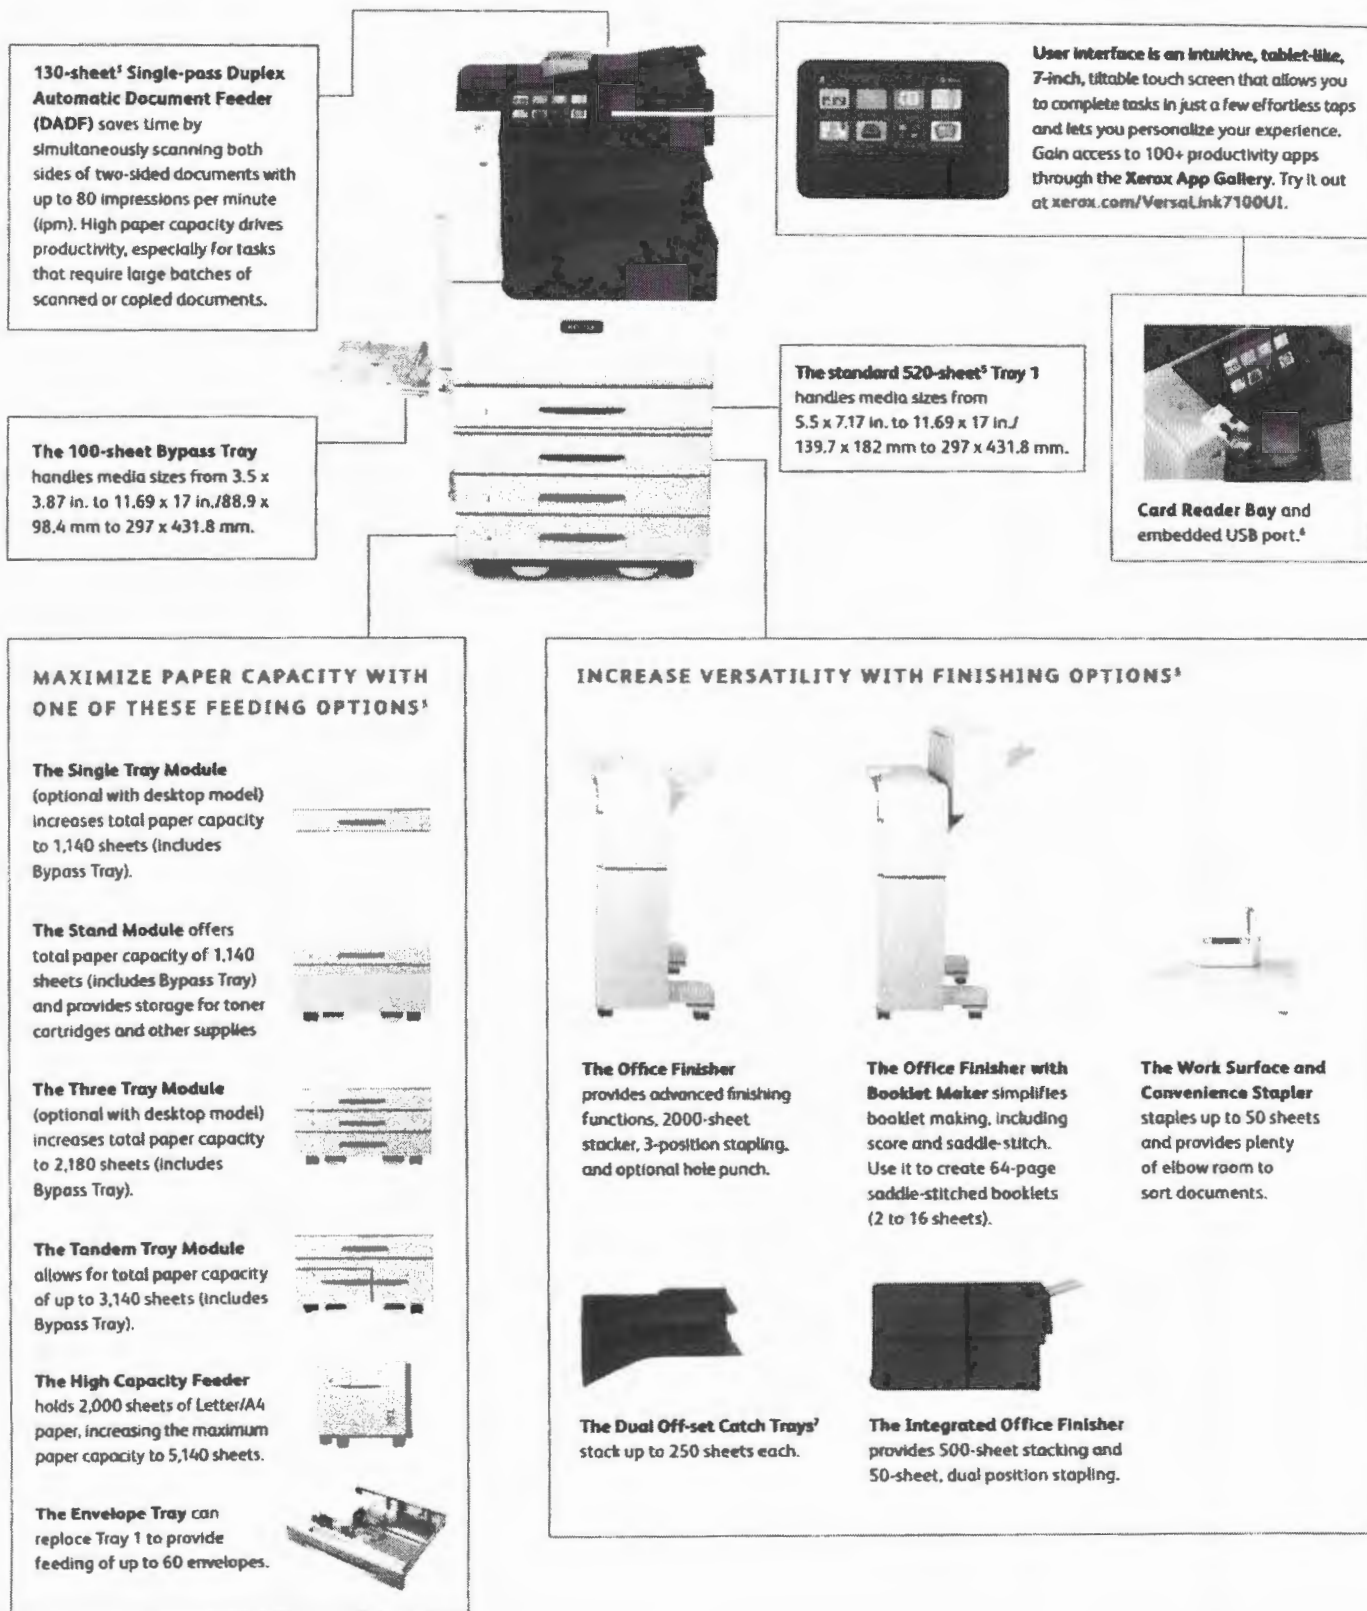 130-sheet⁵ Single-pass Duplex
Automatic Document Feeder
(DADF) saves time by
simultaneously scanning both
sides of two-sided documents with
up to 80 impressions per minute
(ipm). High paper capacity drives
productivity, especially for tasks
that require large batches of
scanned or copied documents.
User interface is an intuitive, tablet-like,
7-inch, tiltable touch screen that allows you
to complete tasks in just a few effortless taps
and lets you personalize your experience.
Gain access to 100+ productivity apps
through the Xerox App Gallery. Try it out
at xerox.com/VersaLink7100UI.
The 100-sheet Bypass Tray
handles media sizes from 3.5 x
3.87 in. to 11.69 x 17 in./88.9 x
98.4 mm to 297 x 431.8 mm.
The standard 520-sheet⁵ Tray 1
handles media sizes from
5.5 x 7.17 in. to 11.69 x 17 in./
139.7 x 182 mm to 297 x 431.8 mm.
Card Reader Bay and
embedded USB port.⁶
MAXIMIZE PAPER CAPACITY WITH
ONE OF THESE FEEDING OPTIONS⁵
The Single Tray Module
(optional with desktop model)
increases total paper capacity
to 1,140 sheets (includes
Bypass Tray).
The Stand Module offers
total paper capacity of 1,140
sheets (includes Bypass Tray)
and provides storage for toner
cartridges and other supplies
The Three Tray Module
(optional with desktop model)
increases total paper capacity
to 2,180 sheets (includes
Bypass Tray).
The Tandem Tray Module
allows for total paper capacity
of up to 3,140 sheets (includes
Bypass Tray).
The High Capacity Feeder
holds 2,000 sheets of Letter/A4
paper, increasing the maximum
paper capacity to 5,140 sheets.
The Envelope Tray can
replace Tray 1 to provide
feeding of up to 60 envelopes.
INCREASE VERSATILITY WITH FINISHING OPTIONS⁵
The Office Finisher
provides advanced finishing
functions, 2000-sheet
stacker, 3-position stapling,
and optional hole punch.
The Office Finisher with
Booklet Maker simplifies
booklet making, including
score and saddle-stitch.
Use it to create 64-page
saddle-stitched booklets
(2 to 16 sheets).
The Work Surface and
Convenience Stapler
staples up to 50 sheets
and provides plenty
of elbow room to
sort documents.
The Dual Off-set Catch Trays⁷
stack up to 250 sheets each.
The Integrated Office Finisher
provides 500-sheet stacking and
50-sheet, dual position stapling.